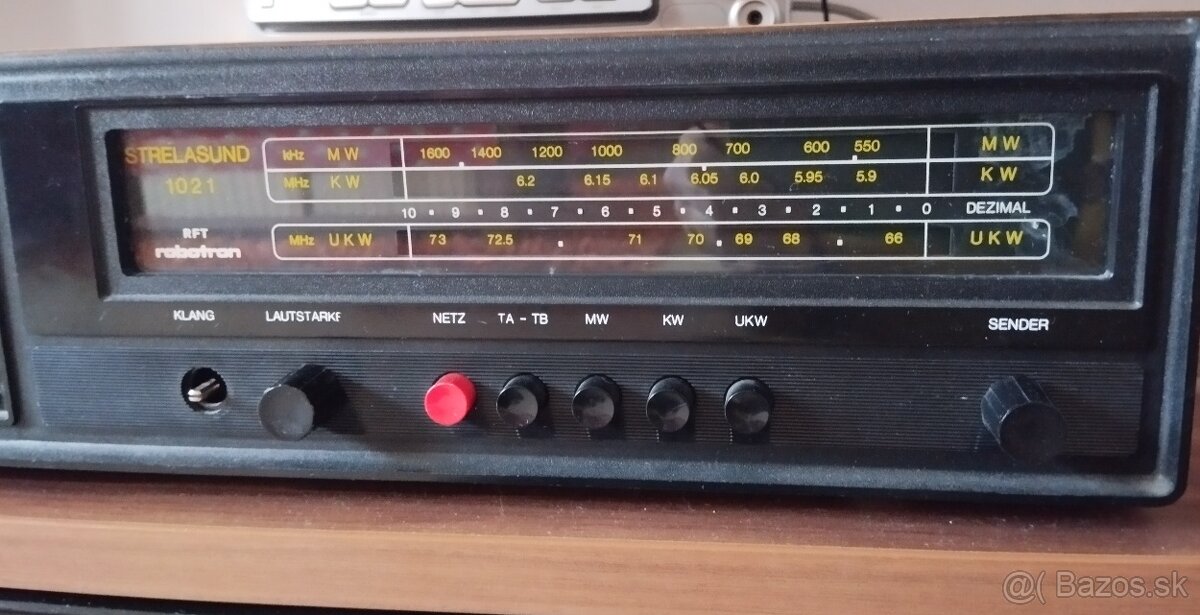 STRELASUND
1021
RFT
robotron
kHz MW 1600 1400 1200 1000 800 700 600 550 MW
MHz KW 6.2 6.15 6.1 6.05 6.0 5.95 5.9 KW
10 • 9 • 8 • 7 • 6 • 5 • 4 • 3 • 2 • 1 • 0 DEZIMAL
MHz UKW 73 72.5 71 70 69 68 66 UKW
KLANG LAUTSTÄRKE NETZ TA - TB MW KW UKW SENDER
@( Bazos.sk